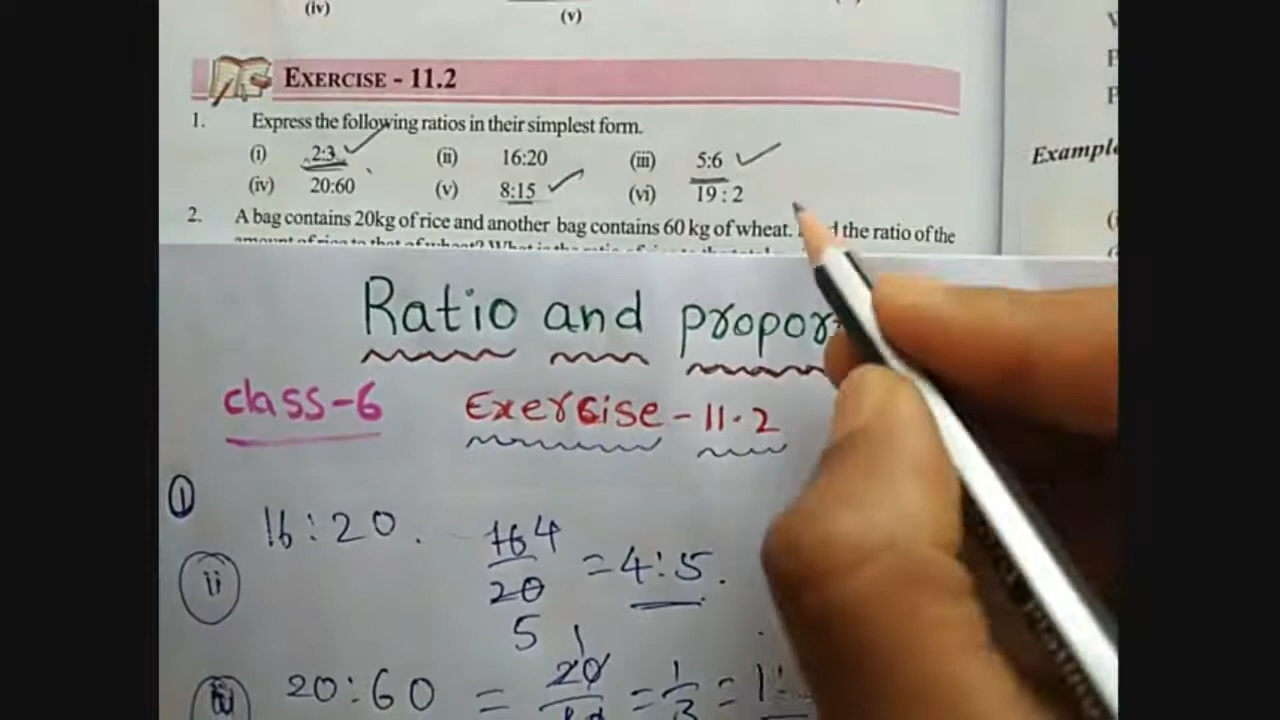 (iv)
(v)
EXERCISE - 11.2
1. Express the following ratios in their simplest form.
(i) 2:3 (ii) 16:20 (iii) 5:6
(iv) 20:60 (v) 8:15 (vi) 19 : 2
2. A bag contains 20kg of rice and another bag contains 60 kg of wheat. the ratio of the
Example
Ratio and propor
class-6 Exercise-11.2
①
ii 16:20. 16 4
20 = 4:5.
5
20:60 = 20 1 = 1/3 = 1: